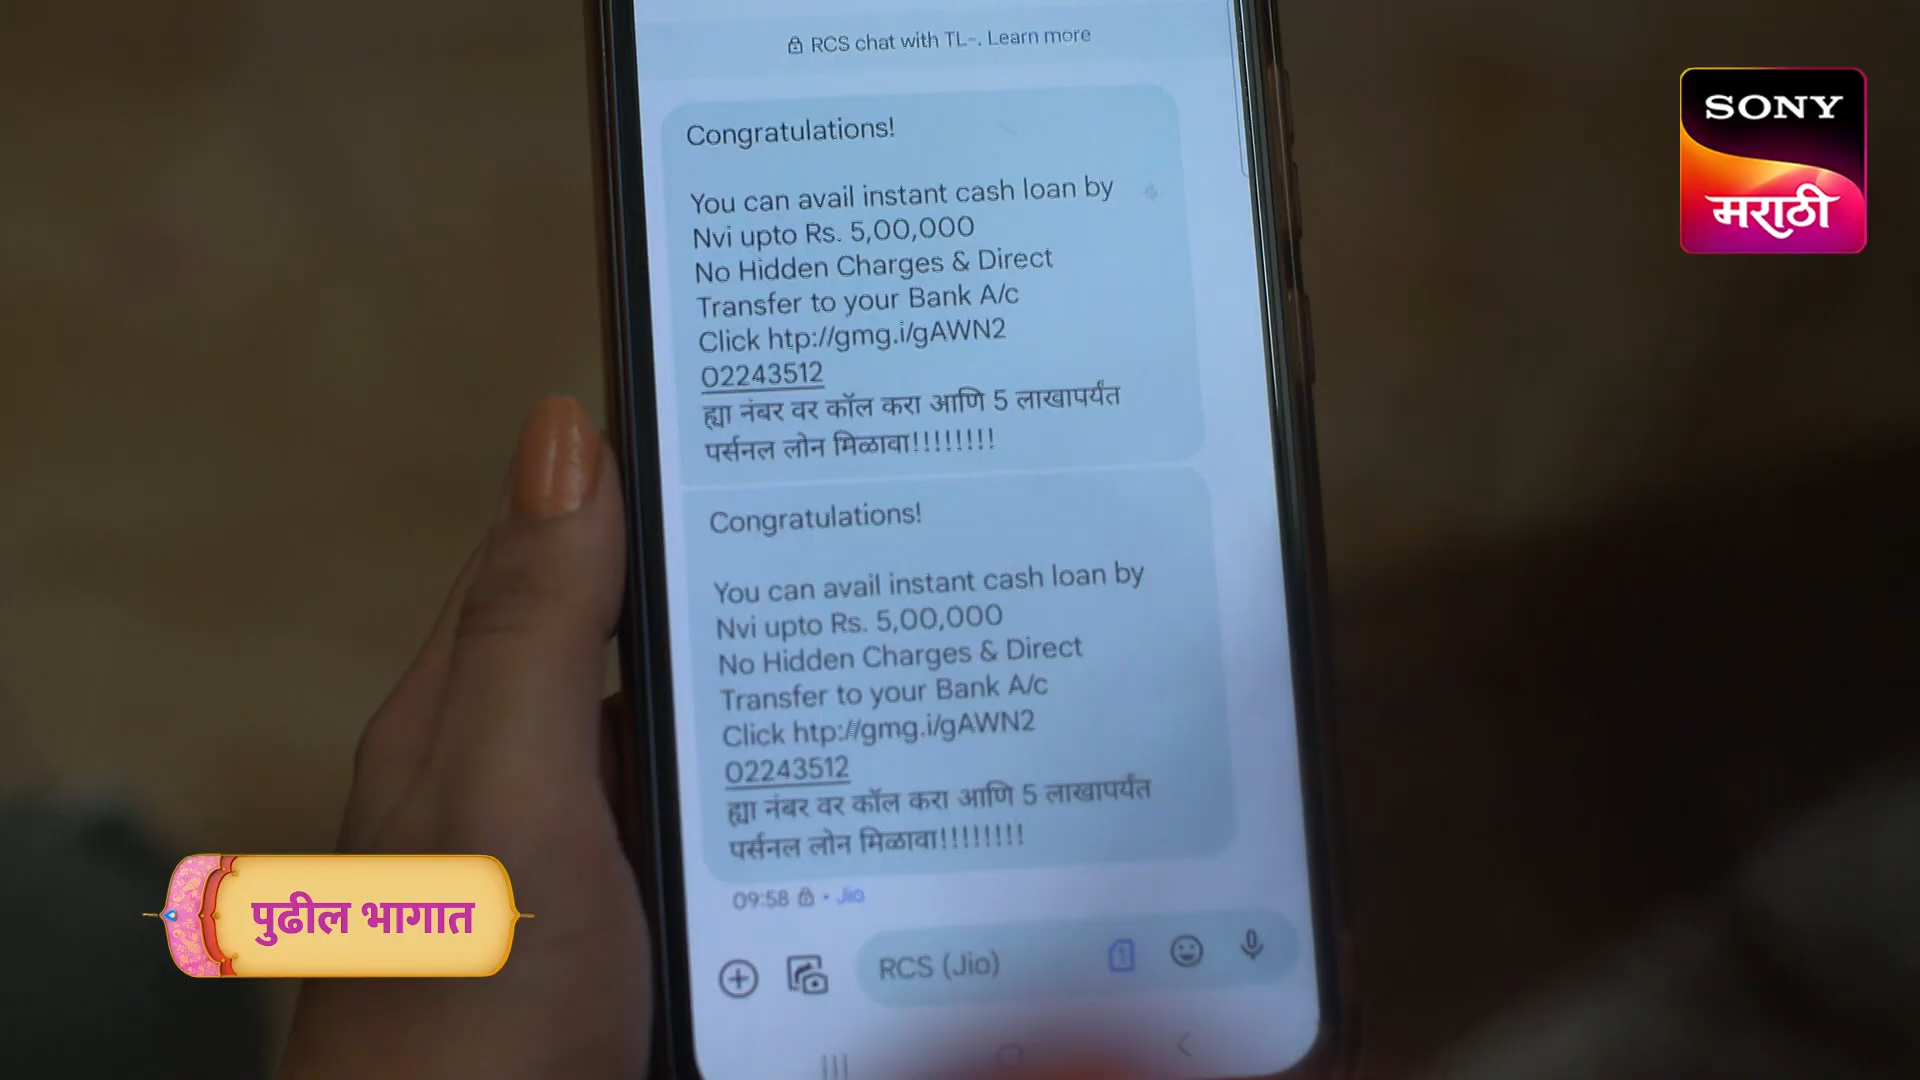 RCS chat with TL-. Learn more
SONY
मराठी
Congratulations!
You can avail instant cash loan by
Nvi upto Rs. 5,00,000
No Hidden Charges & Direct
Transfer to your Bank A/c
Click htp://gmg.i/gAWN2
02243512
ह्या नंबर वर कॉल करा आणि 5 लाखापर्यंत
पर्सनल लोन मिळावा!!!!!!!!
Congratulations!
You can avail instant cash loan by
Nvi upto Rs. 5,00,000
No Hidden Charges & Direct
Transfer to your Bank A/c
Click htp://gmg.i/gAWN2
02243512
ह्या नंबर वर कॉल करा आणि 5 लाखापर्यंत
पर्सनल लोन मिळावा!!!!!!!!
09:58 • Jio
RCS (Jio)
1
पुढील भागात